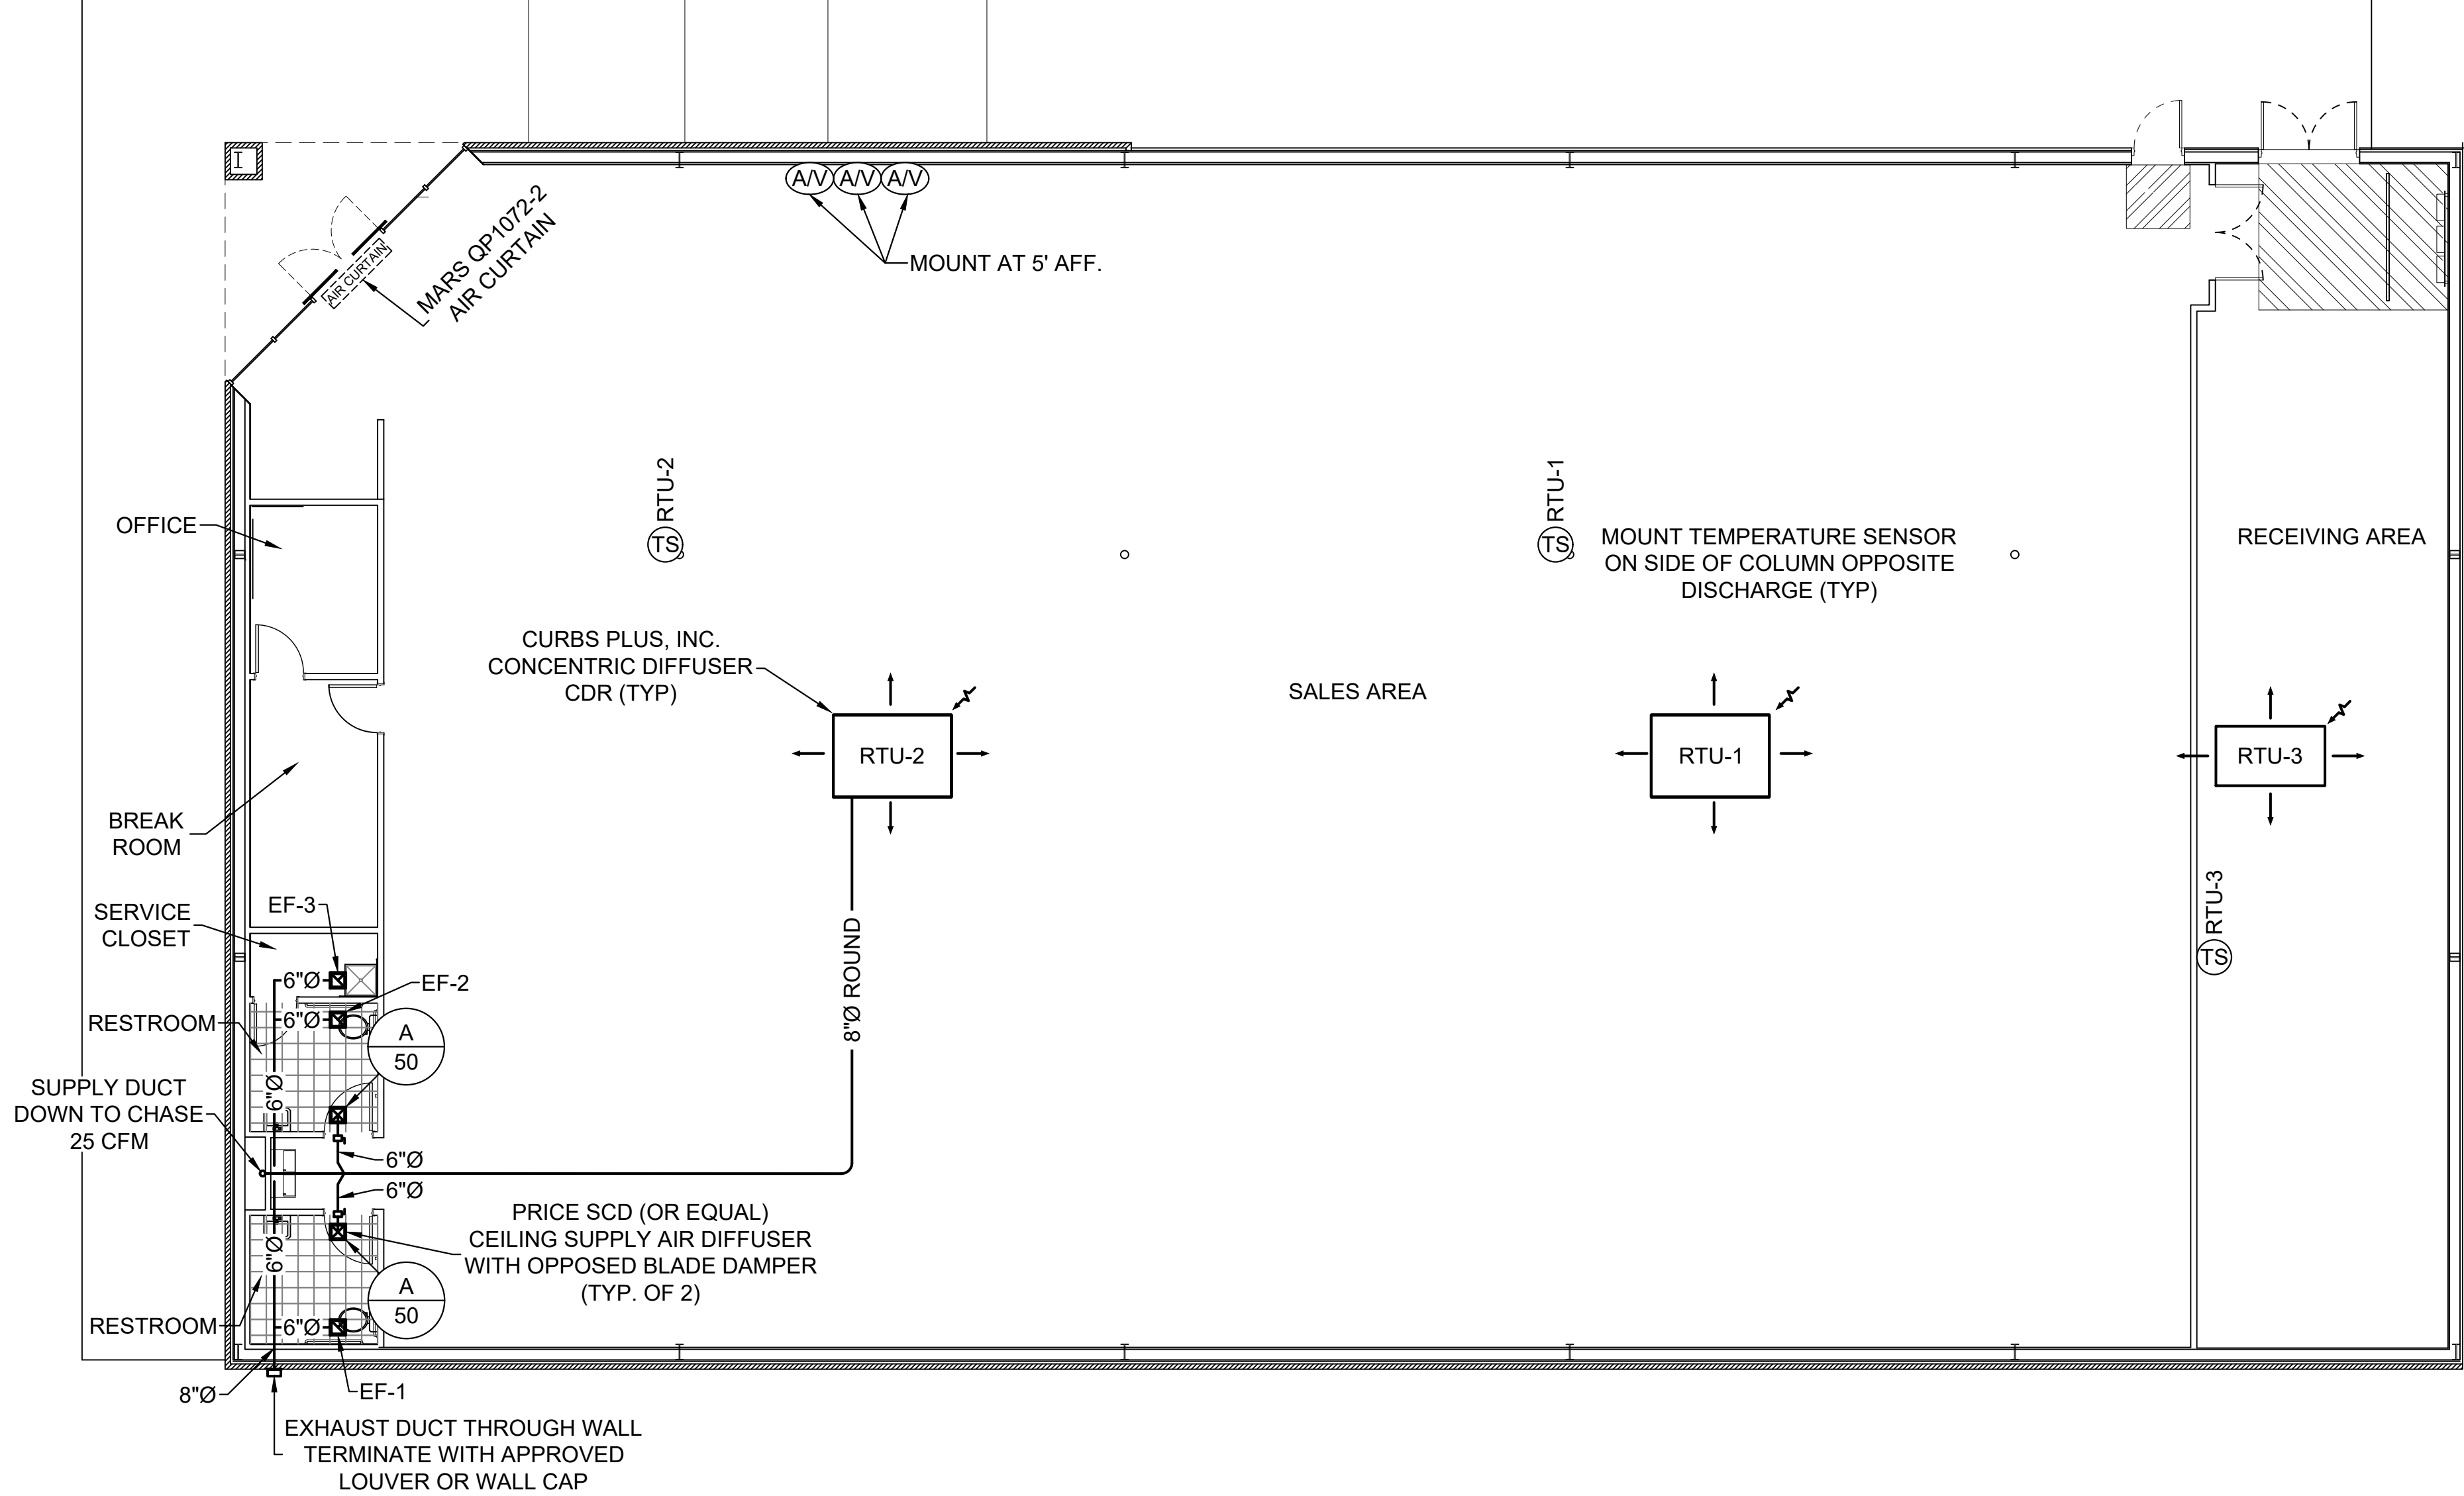 A/V
A/V
A/V
MOUNT AT 5' AFF.
AIR CURTAIN
MARS QP1072-2
AIR CURTAIN
RTU-2
TS
RTU-1
TS
MOUNT TEMPERATURE SENSOR
ON SIDE OF COLUMN OPPOSITE
DISCHARGE (TYP)
RECEIVING AREA
OFFICE
CURBS PLUS, INC.
CONCENTRIC DIFFUSER
CDR (TYP)
SALES AREA
RTU-2
RTU-1
RTU-3
BREAK
ROOM
SERVICE
CLOSET
EF-3
6"Ø
EF-2
6"Ø
RESTROOM
A
50
8"Ø ROUND
RTU-3
TS
6"Ø
SUPPLY DUCT
DOWN TO CHASE
25 CFM
6"Ø
6"Ø
PRICE SCD (OR EQUAL)
CEILING SUPPLY AIR DIFFUSER
WITH OPPOSED BLADE DAMPER
(TYP. OF 2)
6"Ø
A
50
RESTROOM
6"Ø
8"Ø
EF-1
EXHAUST DUCT THROUGH WALL
TERMINATE WITH APPROVED
LOUVER OR WALL CAP